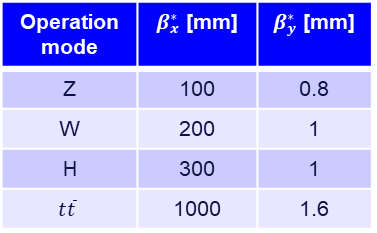 Operation mode β*x [mm] β*y [mm]
Z 100 0.8
W 200 1
H 300 1
tt̄ 1000 1.6